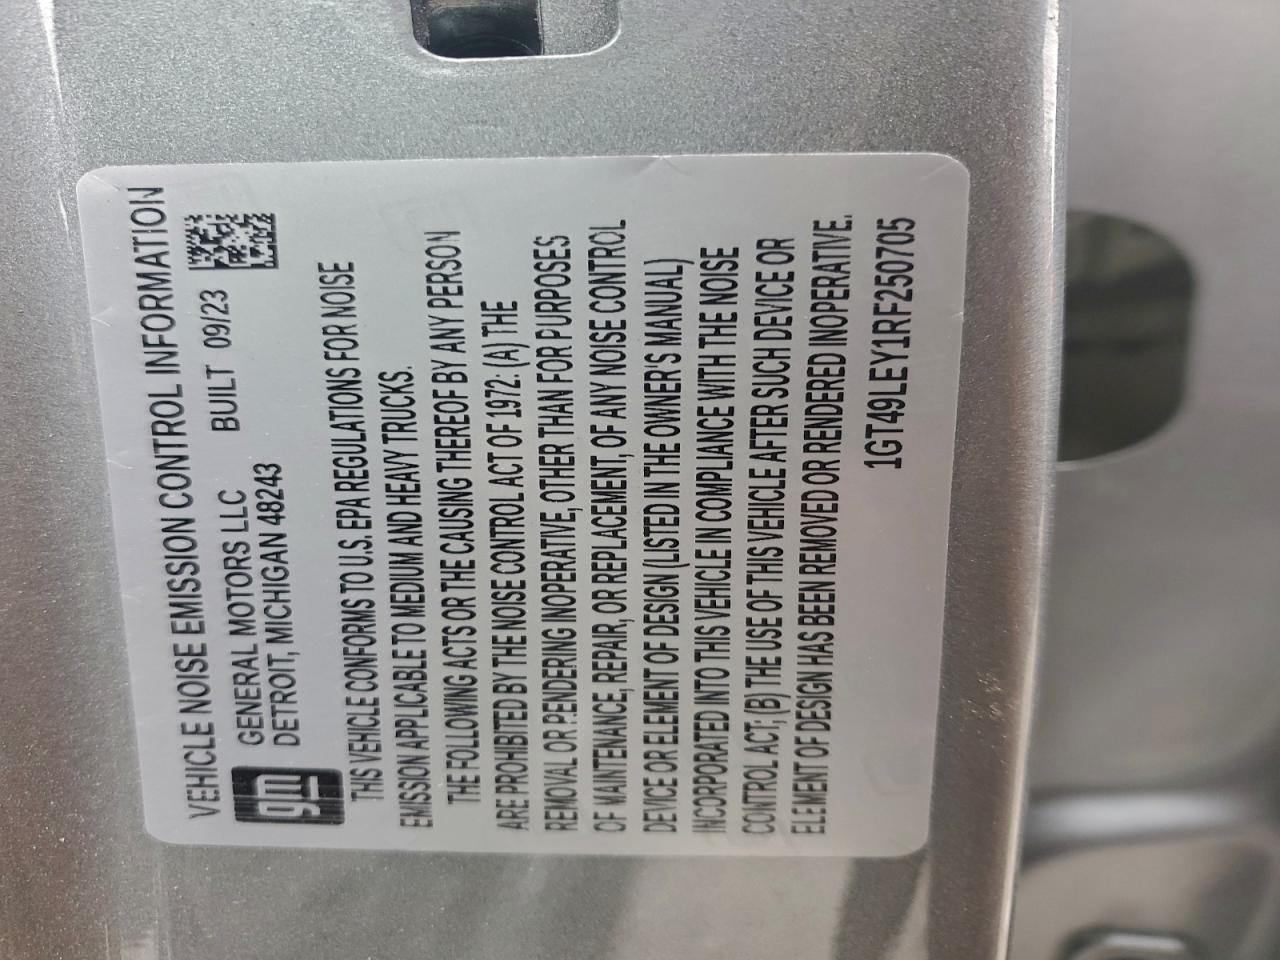 VEHICLE NOISE EMISSION CONTROL INFORMATION
gm
GENERAL MOTORS LLC BUILT 09/23
DETROIT, MICHIGAN 48243
THIS VEHICLE CONFORMS TO U.S. EPA REGULATIONS FOR NOISE
EMISSION APPLICABLE TO MEDIUM AND HEAVY TRUCKS.
THE FOLLOWING ACTS OR THE CAUSING THEREOF BY ANY PERSON
ARE PROHIBITED BY THE NOISE CONTROL ACT OF 1972. (A) THE
REMOVAL OR RENDERING INOPERATIVE, OTHER THAN FOR PURPOSES
OF MAINTENANCE, REPAIR, OR REPLACEMENT, OF ANY NOISE CONTROL
DEVICE OR ELEMENT OF DESIGN (LISTED IN THE OWNER'S MANUAL)
INCORPORATED INTO THIS VEHICLE IN COMPLIANCE WITH THE NOISE
CONTROL ACT; (B) THE USE OF THIS VEHICLE AFTER SUCH DEVICE OR
ELEMENT OF DESIGN HAS BEEN REMOVED OR RENDERED INOPERATIVE.
1GT49LEY1RF250705